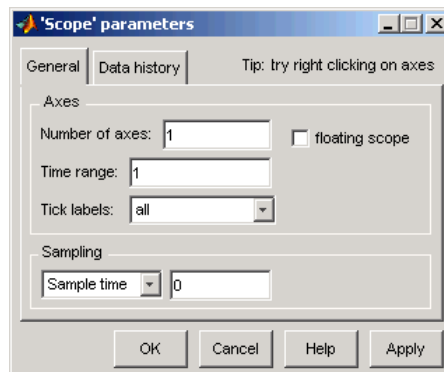 'Scope' parameters
General Data history Tip: try right clicking on axes
Axes
Number of axes: 1 floating scope
Time range: 1
Tick labels: all
Sampling
Sample time 0
OK Cancel Help Apply